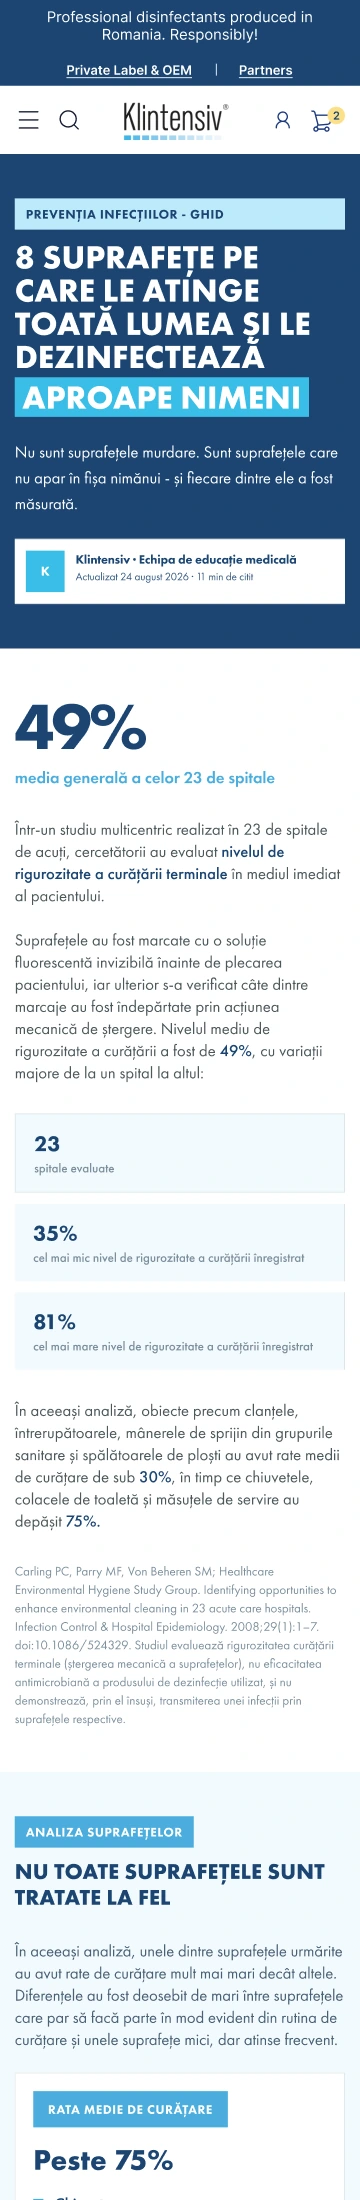 Professional disinfectants produced in
Romania. Responsibly!
Private Label & OEM | Partners
Klintensiv®
2
PREVENȚIA INFECȚIILOR - GHID
8 SUPRAFEȚE PE
CARE LE ATINGE
TOATĂ LUMEA ȘI LE
DEZINFECTEAZĂ
APROAPE NIMENI
Nu sunt suprafețele murdare. Sunt suprafețele care
nu apar în fișa nimănui - și fiecare dintre ele a fost
măsurată.
K
Klintensiv · Echipa de educație medicală
Actualizat 24 august 2026 · 11 min de citit
49%
media generală a celor 23 de spitale
Într-un studiu multicentric realizat în 23 de spitale
de acuți, cercetătorii au evaluat nivelul de
rigurozitate a curățării terminale în mediul imediat
al pacientului.
Suprafețele au fost marcate cu o soluție
fluorescentă invizibilă înainte de plecarea
pacientului, iar ulterior s-a verificat câte dintre
marcaje au fost îndepărtate prin acțiunea
mecanică de ștergere. Nivelul mediu de
rigurozitate a curățării a fost de 49%, cu variații
majore de la un spital la altul:
23
spitale evaluate
35%
cel mai mic nivel de rigurozitate a curățării înregistrat
81%
cel mai mare nivel de rigurozitate a curățării înregistrat
În aceeași analiză, obiecte precum clanțele,
întrerupătoarele, mânerele de sprijin din grupurile
sanitare și spălătoarele de ploști au avut rate medii
de curățare de sub 30%, în timp ce chiuvetele,
colacele de toaletă și măsuțele de servire au
depășit 75%.
Carling PC, Parry MF, Von Beheren SM; Healthcare
Environmental Hygiene Study Group. Identifying opportunities to
enhance environmental cleaning in 23 acute care hospitals.
Infection Control & Hospital Epidemiology. 2008;29(1):1–7.
doi:10.1086/524329. Studiul evaluează rigurozitatea curățării
terminale (ștergerea mecanică a suprafețelor), nu eficacitatea
antimicrobiană a produsului de dezinfecție utilizat, și nu
demonstrează, prin el însuși, transmiterea unei infecții prin
suprafețele respective.
ANALIZA SUPRAFEȚELOR
NU TOATE SUPRAFEȚELE SUNT
TRATATE LA FEL
În aceeași analiză, unele dintre suprafețele urmărite
au avut rate de curățare mult mai mari decât altele.
Diferențele au fost deosebit de mari între suprafețele
care par să facă parte în mod evident din rutina de
curățare și unele suprafețe mici, dar atinse frecvent.
RATA MEDIE DE CURĂȚARE
Peste 75%